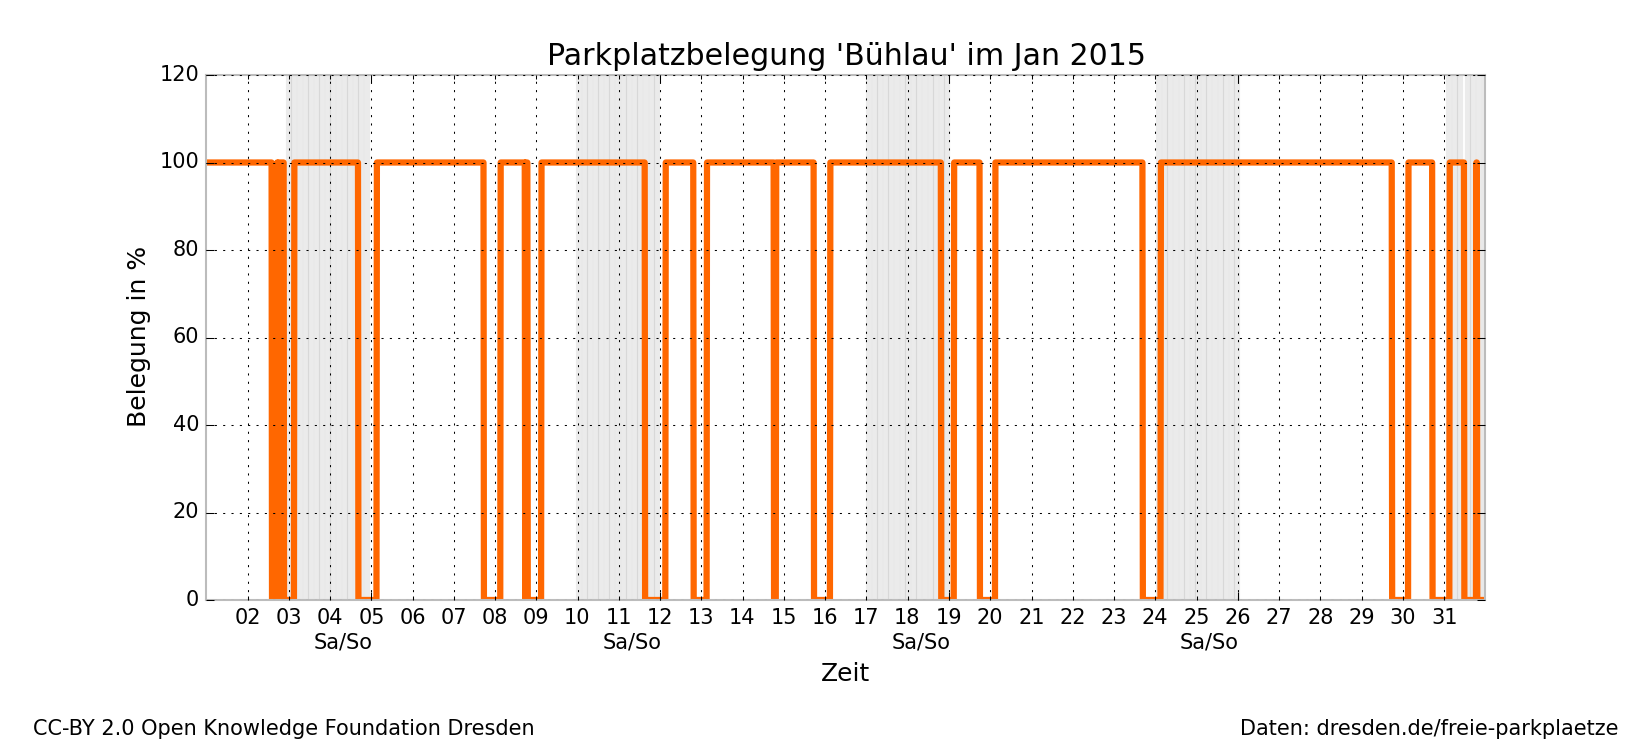 Parkplatzbelegung 'Bühlau' im Jan 2015
120
100
80
60
40
20
0
Belegung in %
02 03 04 05 06 07 08 09 10 11 12 13 14 15 16 17 18 19 20 21 22 23 24 25 26 27 28 29 30 31
Sa/So Sa/So Sa/So Sa/So
Zeit
CC-BY 2.0 Open Knowledge Foundation Dresden
Daten: dresden.de/freie-parkplaetze